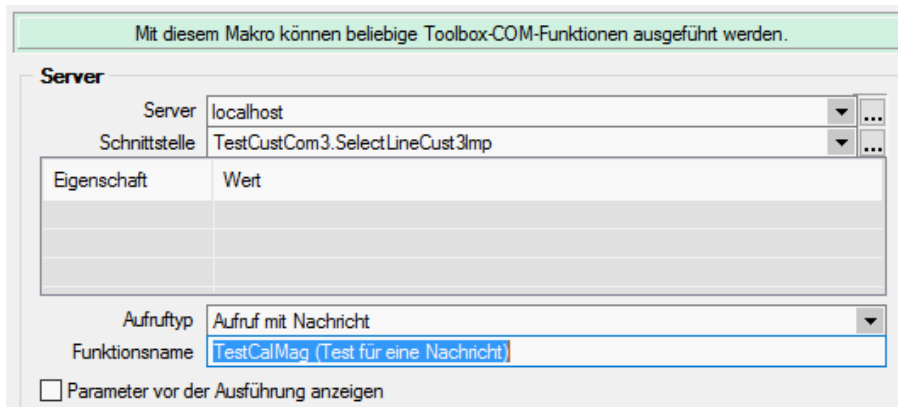 Mit diesem Makro können beliebige Toolbox-COM-Funktionen ausgeführt werden.
Server
Server localhost ...
Schnittstelle TestCustCom3.SelectLineCust3Imp ...
Eigenschaft Wert
Aufruftyp Aufruf mit Nachricht
Funktionsname TestCalMag (Test für eine Nachricht)
Parameter vor der Ausführung anzeigen